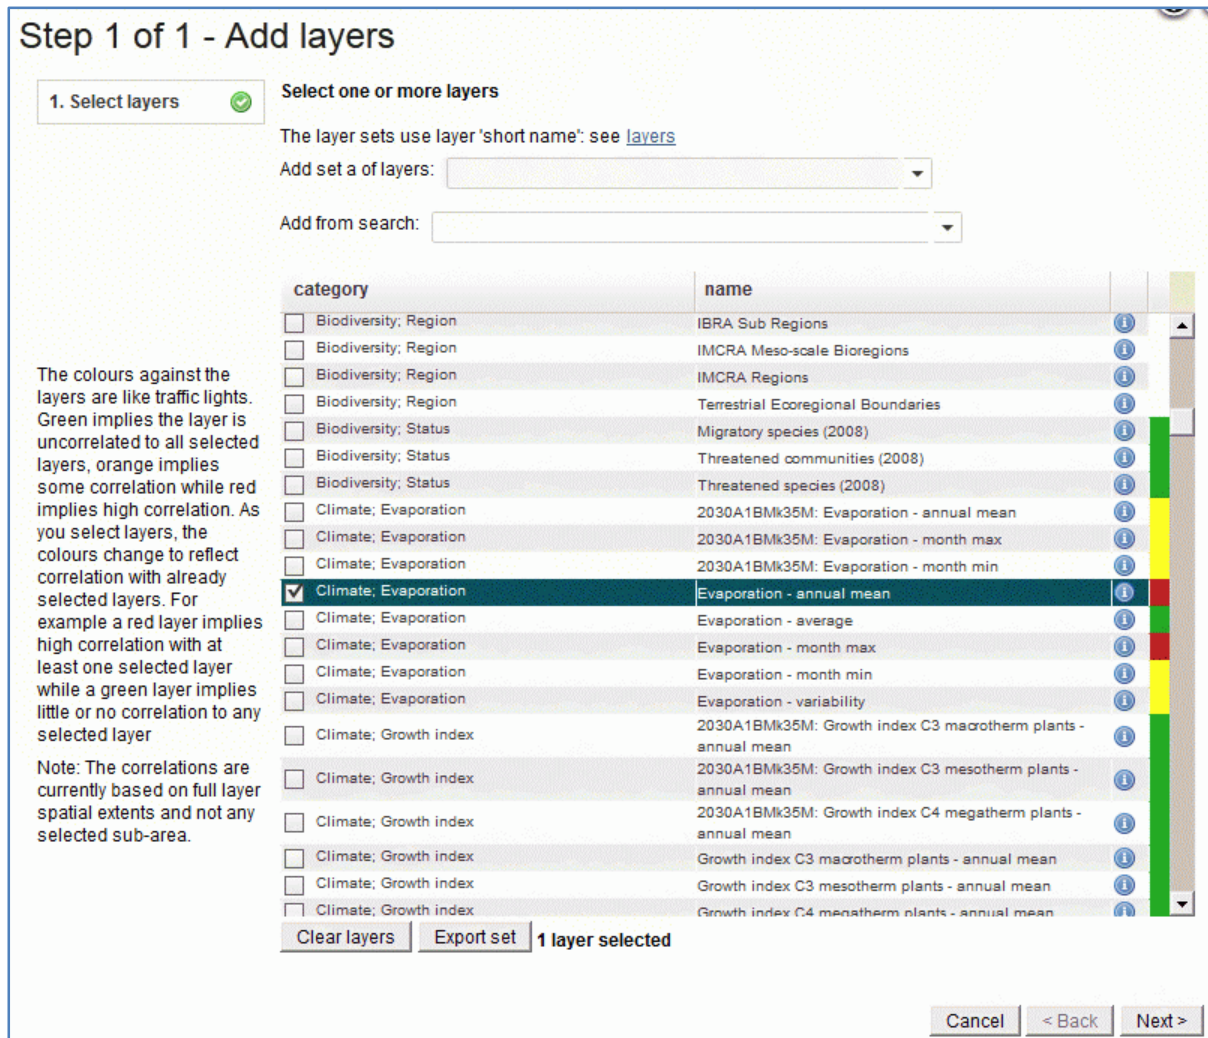 Step 1 of 1 - Add layers
1. Select layers
Select one or more layers
The layer sets use layer 'short name': see layers
Add set a of layers:
Add from search:
category name
Biodiversity; Region IBRA Sub Regions
Biodiversity; Region IMCRA Meso-scale Bioregions
Biodiversity; Region IMCRA Regions
Biodiversity; Region Terrestrial Ecoregional Boundaries
Biodiversity; Status Migratory species (2008)
Biodiversity; Status Threatened communities (2008)
Biodiversity; Status Threatened species (2008)
Climate; Evaporation 2030A1BMk35M: Evaporation - annual mean
Climate; Evaporation 2030A1BMk35M: Evaporation - month max
Climate; Evaporation 2030A1BMk35M: Evaporation - month min
Climate; Evaporation Evaporation - annual mean
Climate; Evaporation Evaporation - average
Climate; Evaporation Evaporation - month max
Climate; Evaporation Evaporation - month min
Climate; Evaporation Evaporation - variability
Climate; Growth index 2030A1BMk35M: Growth index C3 macrotherm plants -
annual mean
Climate; Growth index 2030A1BMk35M: Growth index C3 mesotherm plants -
annual mean
Climate; Growth index 2030A1BMk35M: Growth index C4 megatherm plants -
annual mean
Climate; Growth index Growth index C3 macrotherm plants - annual mean
Climate; Growth index Growth index C3 mesotherm plants - annual mean
Climate; Growth index Growth index C4 megatherm plants - annual mean
The colours against the
layers are like traffic lights.
Green implies the layer is
uncorrelated to all selected
layers, orange implies
some correlation while red
implies high correlation. As
you select layers, the
colours change to reflect
correlation with already
selected layers. For
example a red layer implies
high correlation with at
least one selected layer
while a green layer implies
little or no correlation to any
selected layer
Note: The correlations are
currently based on full layer
spatial extents and not any
selected sub-area.
Clear layers Export set 1 layer selected
Cancel < Back Next >